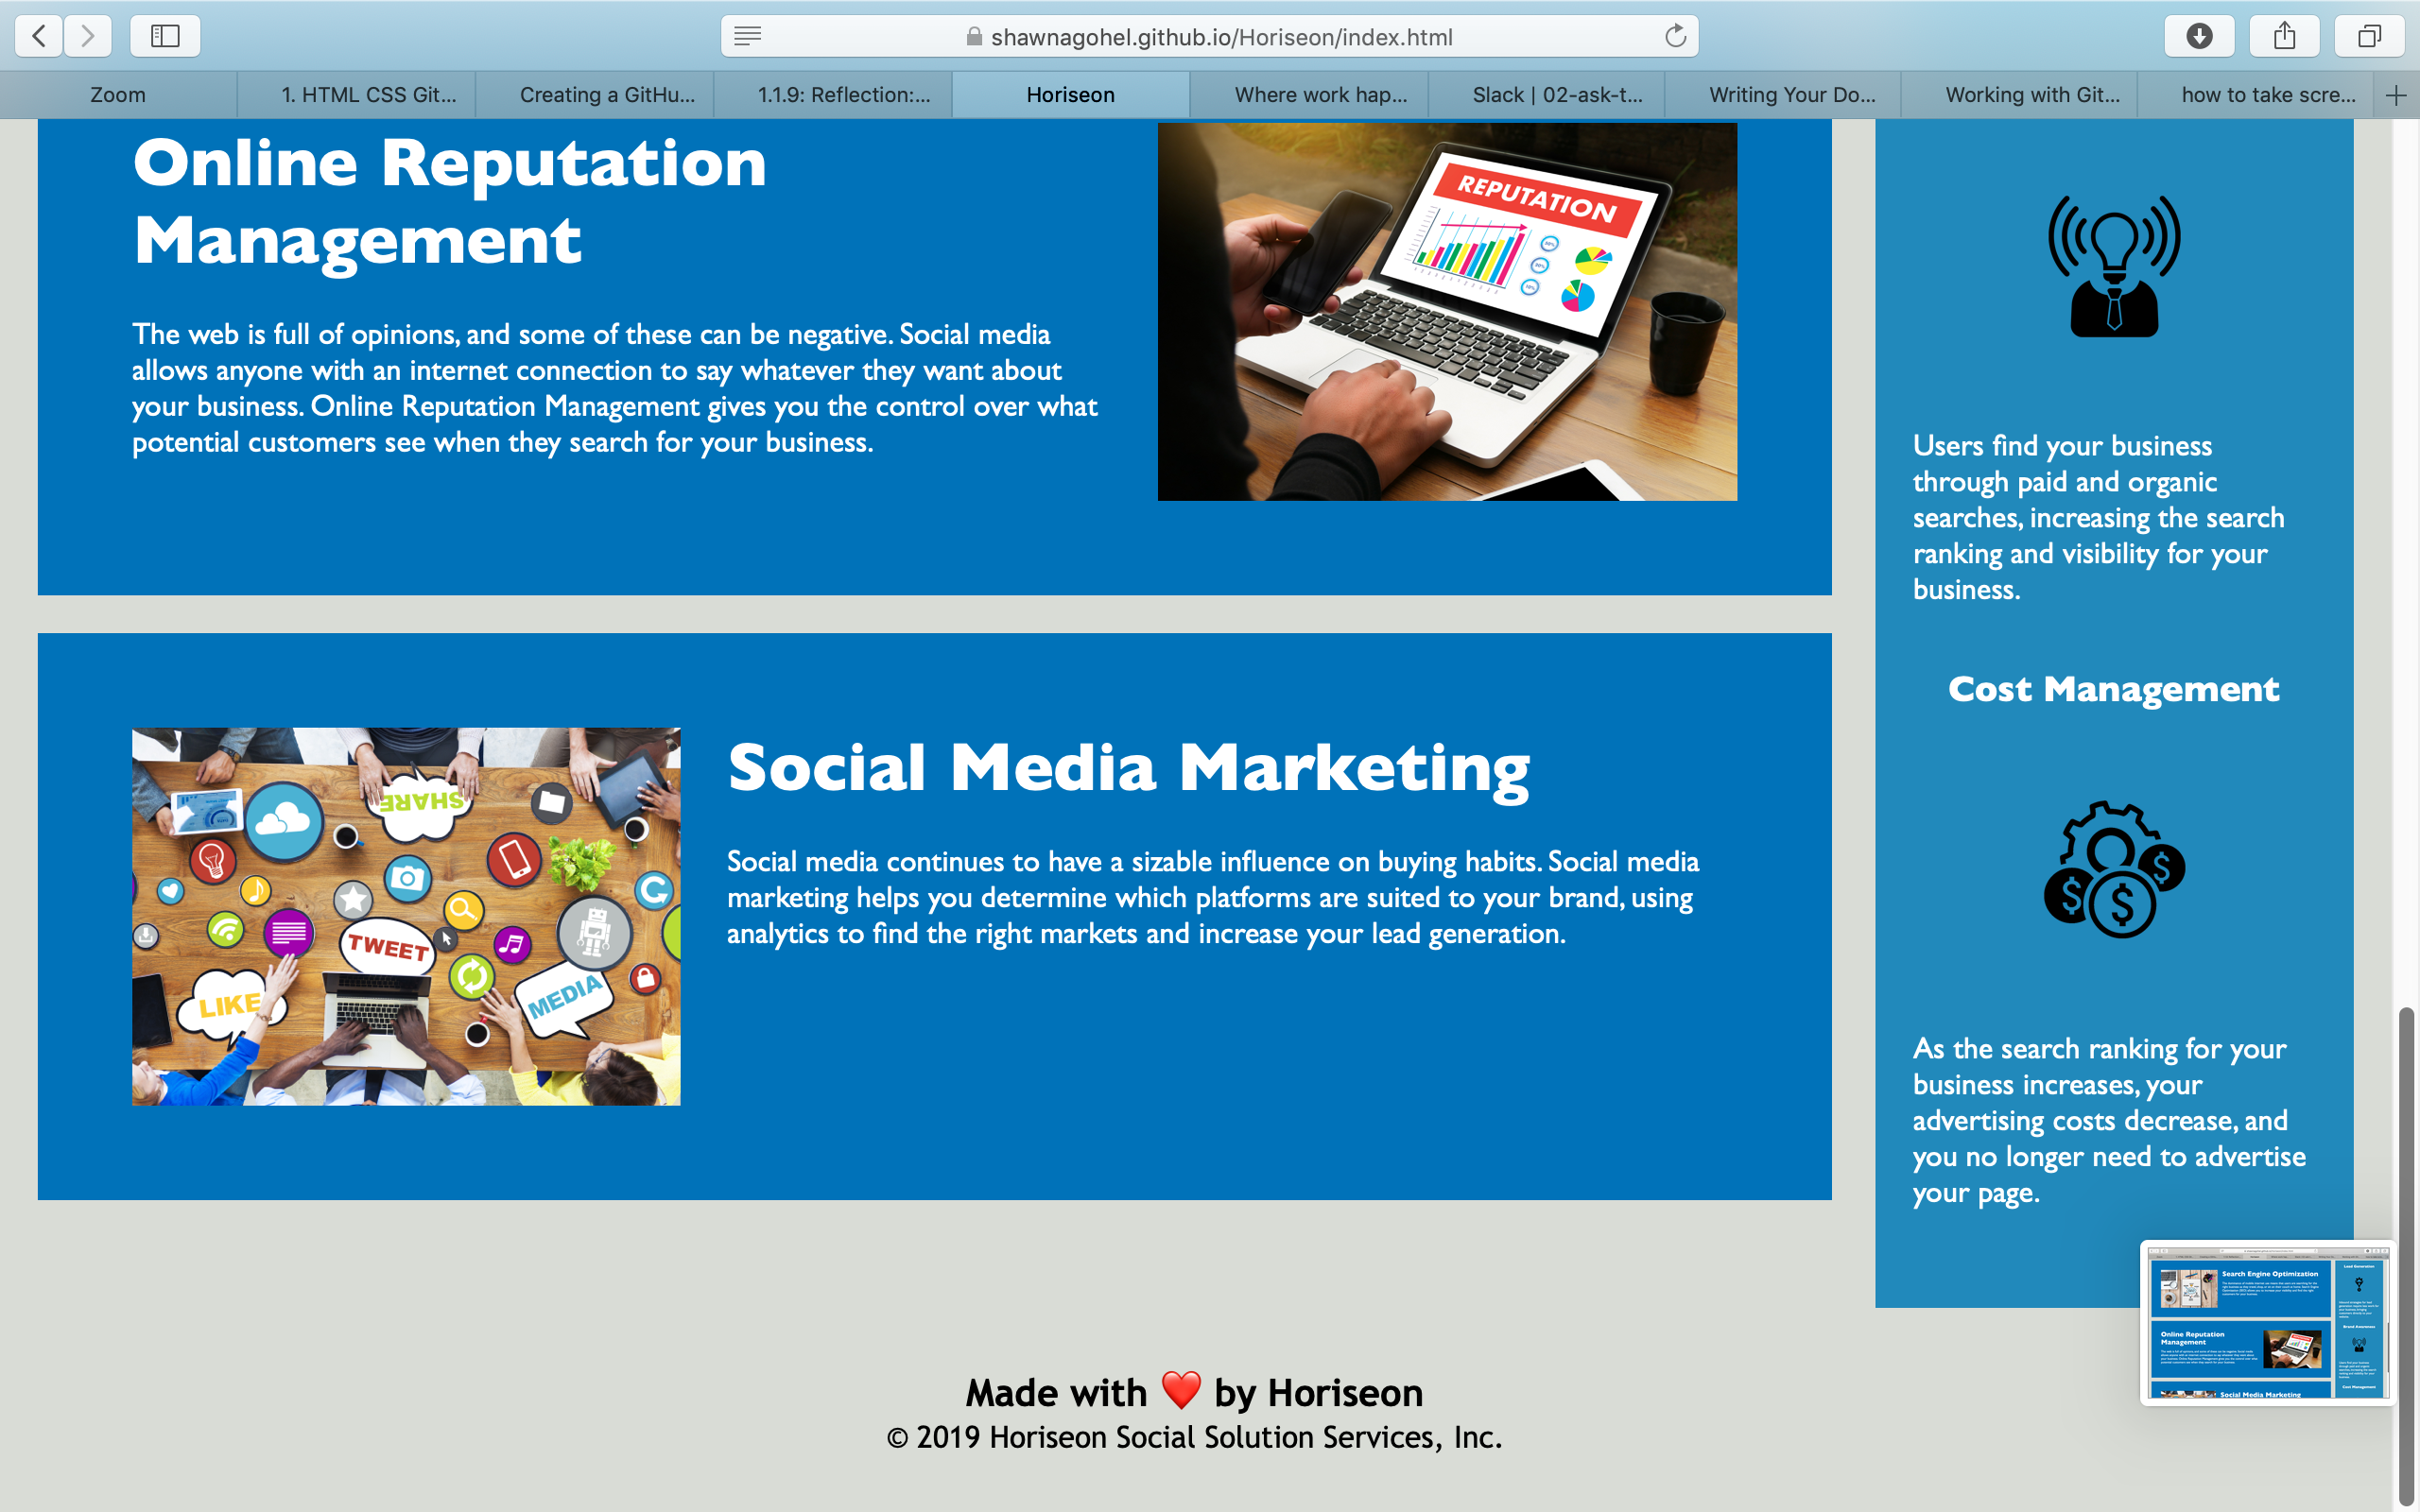 shawnagohel.github.io/Horiseon/index.html
Zoom
1. HTML CSS Git...
Creating a GitHu...
1.1.9: Reflection:...
Horiseon
Where work hap...
Slack | 02-ask-t...
Writing Your Do...
Working with Git...
how to take scre...
Online Reputation
Management
The web is full of opinions, and some of these can be negative. Social media
allows anyone with an internet connection to say whatever they want about
your business. Online Reputation Management gives you the control over what
potential customers see when they search for your business.
REPUTATION
Users find your business
through paid and organic
searches, increasing the search
ranking and visibility for your
business.
Cost Management
$ $ $
As the search ranking for your
business increases, your
advertising costs decrease, and
you no longer need to advertise
your page.
SHARE
TWEET
LIKE
MEDIA
Social Media Marketing
Social media continues to have a sizable influence on buying habits. Social media
marketing helps you determine which platforms are suited to your brand, using
analytics to find the right markets and increase your lead generation.
Search Engine Optimization
Lead Generation
Online Reputation
Management
Brand Awareness
Cost Management
Social Media Marketing
Made with ❤️ by Horiseon
© 2019 Horiseon Social Solution Services, Inc.